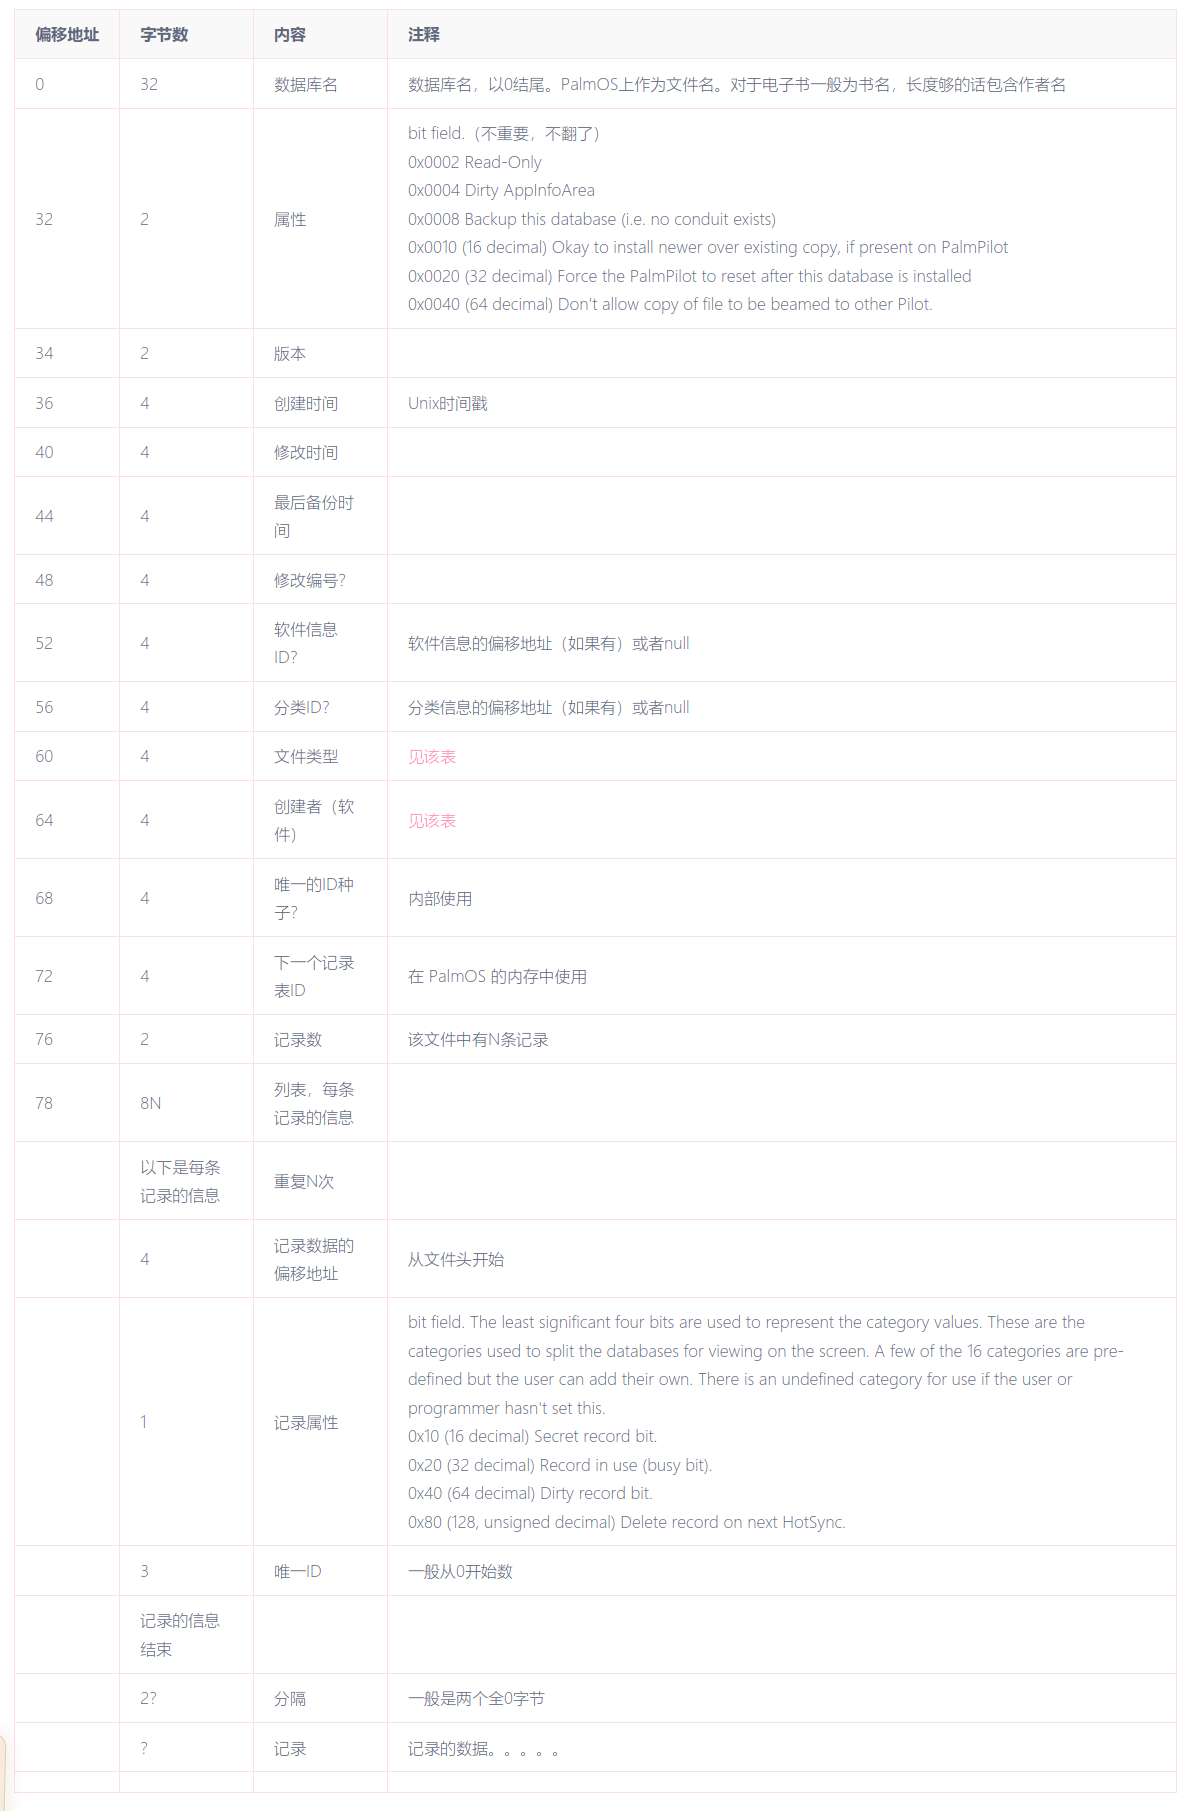 偏移地址 字节数 内容 注释
0 32 数据库名 数据库名，以0结尾。PalmOS上作为文件名。对于电子书一般为书名，长度够的话包含作者名
32 2 属性 bit field.（不重要，不翻了）
0x0002 Read-Only
0x0004 Dirty AppInfoArea
0x0008 Backup this database (i.e. no conduit exists)
0x0010 (16 decimal) Okay to install newer over existing copy, if present on PalmPilot
0x0020 (32 decimal) Force the PalmPilot to reset after this database is installed
0x0040 (64 decimal) Don't allow copy of file to be beamed to other Pilot.
34 2 版本
36 4 创建时间 Unix时间戳
40 4 修改时间
44 4 最后备份时
间
48 4 修改编号？
52 4 软件信息
ID？ 软件信息的偏移地址（如果有）或者null
56 4 分类ID？ 分类信息的偏移地址（如果有）或者null
60 4 文件类型 见该表
64 4 创建者（软
件） 见该表
68 4 唯一的ID种
子？ 内部使用
72 4 下一个记录
表ID 在 PalmOS 的内存中使用
76 2 记录数 该文件中有N条记录
78 8N 列表，每条
记录的信息
以下是每条
记录的信息 重复N次
4 记录数据的
偏移地址 从文件头开始
1 记录属性 bit field. The least significant four bits are used to represent the category values. These are the
categories used to split the databases for viewing on the screen. A few of the 16 categories are pre-
defined but the user can add their own. There is an undefined category for use if the user or
programmer hasn't set this.
0x10 (16 decimal) Secret record bit.
0x20 (32 decimal) Record in use (busy bit).
0x40 (64 decimal) Dirty record bit.
0x80 (128, unsigned decimal) Delete record on next HotSync.
3 唯一ID 一般从0开始数
记录的信息
结束
2? 分隔 一般是两个全0字节
? 记录 记录的数据。。。。。